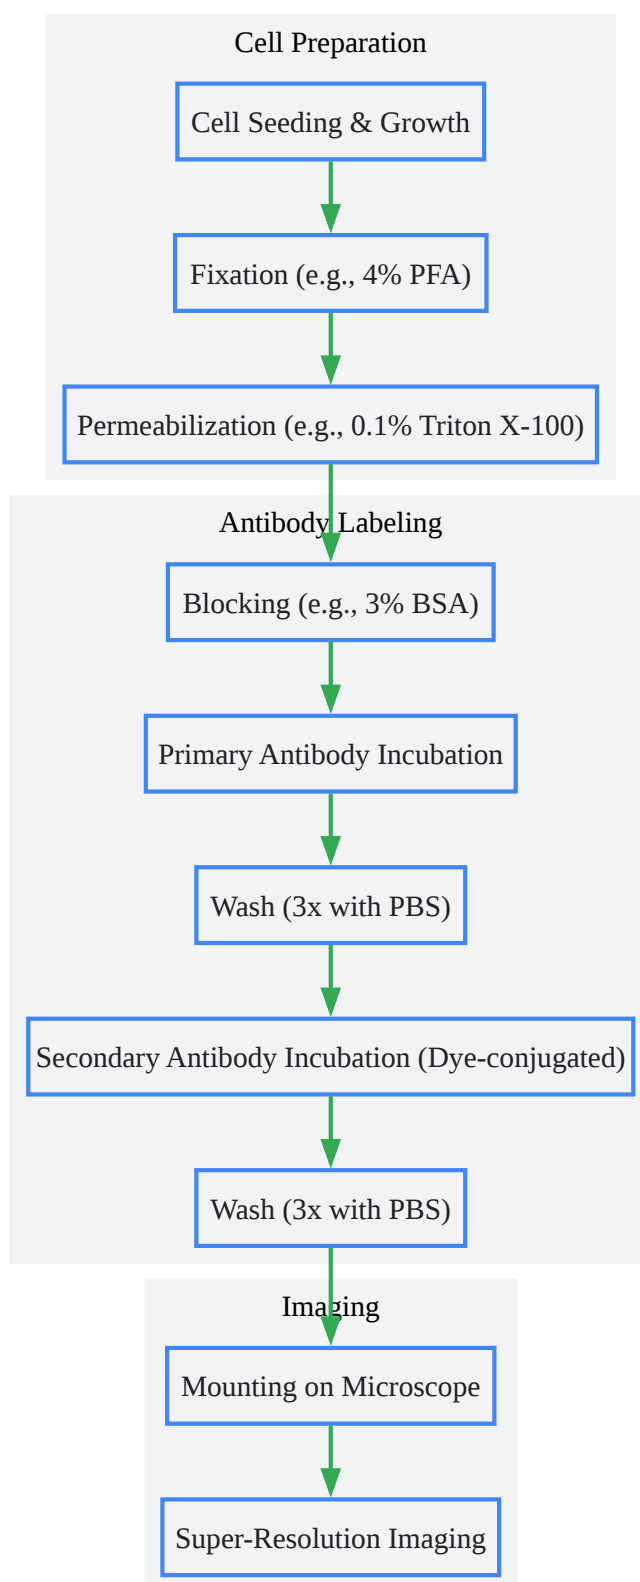 Cell Preparation
Cell Seeding & Growth
Fixation (e.g., 4% PFA)
Permeabilization (e.g., 0.1% Triton X-100)
Antibody Labeling
Blocking (e.g., 3% BSA)
Primary Antibody Incubation
Wash (3x with PBS)
Secondary Antibody Incubation (Dye-conjugated)
Wash (3x with PBS)
Imaging
Mounting on Microscope
Super-Resolution Imaging